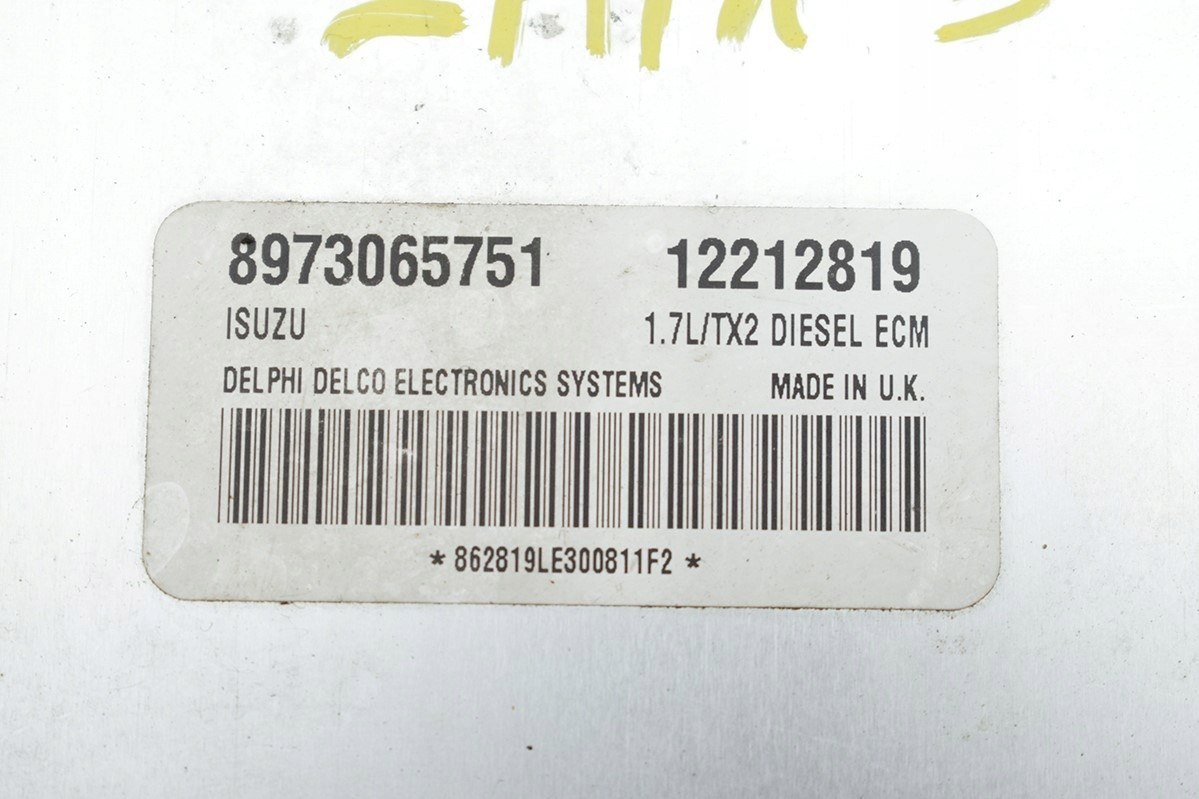 8973065751 12212819
ISUZU 1.7L/TX2 DIESEL ECM
DELPHI DELCO ELECTRONICS SYSTEMS MADE IN U.K.
*862819LE300811F2*